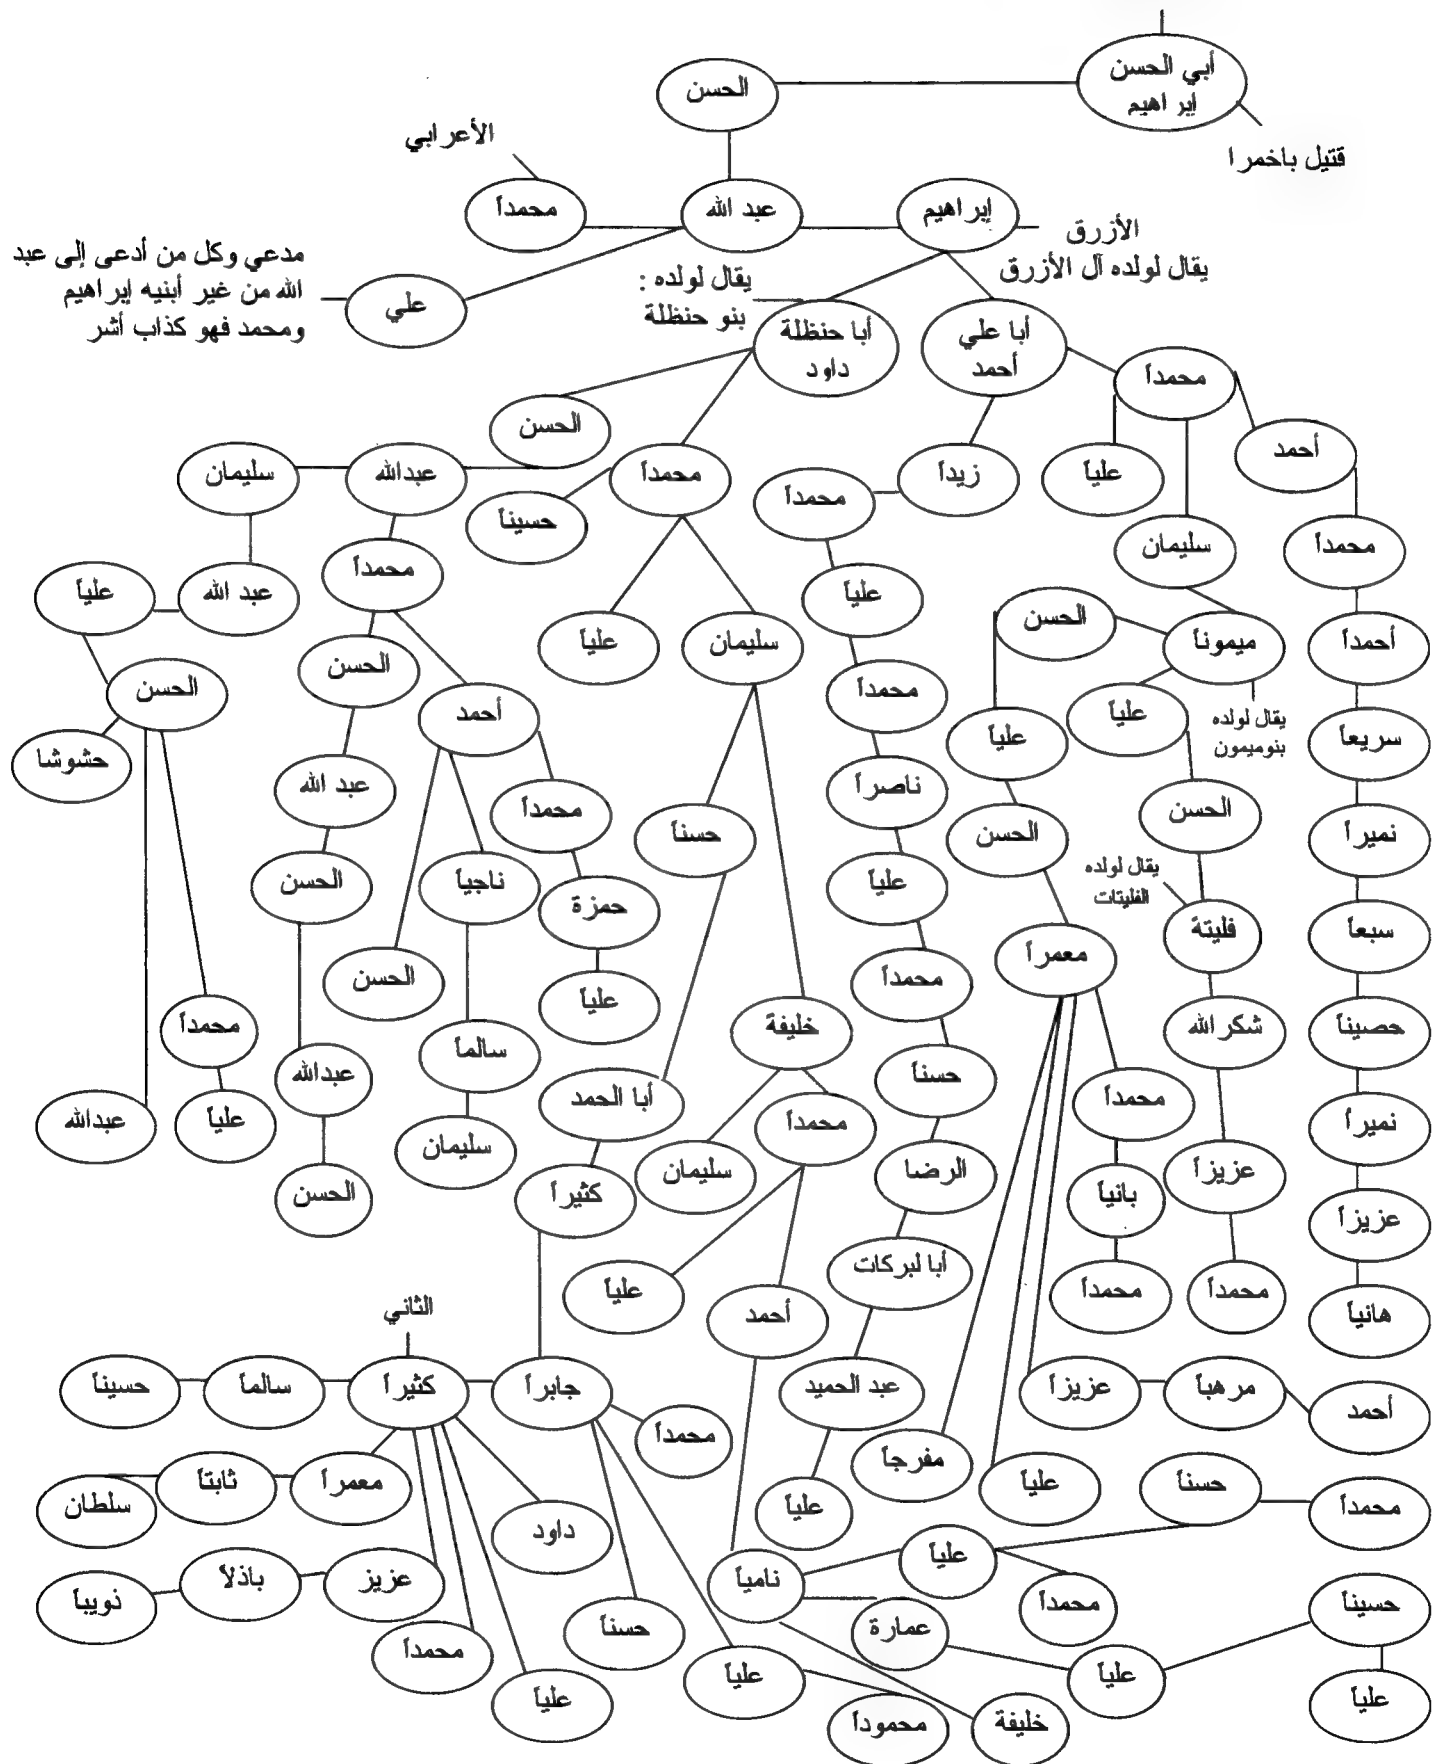 أبي الحسن
إبراهيم
الحسن
قتيل باخمرا
الأعرابي
إبراهيم
عبد الله
محمداً
الأزرق
يقال لولده آل الأزرق
يقال لولده :
بنو حنظلة
علي
مدعي وكل من أدعى إلى عبد
الله من غير أبنيه إبراهيم
ومحمد فهو كذاب أشر
أبا علي
أحمد
أبا حنظلة
داود
محمداً
الحسن
أحمد
علياً
زيداً
محمداً
محمداً
حسيناً
عبدالله
سليمان
محمداً
سليمان
علياً
محمداً
عبد الله
علياً
أحمداً
ميموناً
الحسن
سليمان
علياً
الحسن
محمداً
الحسن
يقال لولده
بنوميمون
سريعاً
علياً
علياً
أحمد
حشوشا
ناصراً
عبد الله
نميراً
الحسن
الحسن
حسناً
محمداً
علياً
ناجياً
الحسن
يقال لولده
الفليتات
سبعاً
فليتة
معمراً
حمزة
الحسن
محمداً
علياً
حصيناً
شكر الله
خليفة
سالماً
محمداً
عبدالله
حسناً
نميراً
محمداً
محمداً
أبا الحمد
علياً
عبدالله
سليمان
عزيزاً
بانياً
الرضا
سليمان
كثيراً
الحسن
عزيزاً
محمداً
محمداً
أبا لبركات
علياً
هانياً
أحمد
الثاني
أحمد
مرهباً
عزيزاً
عبد الحميد
جابراً
كثيراً
سالماً
حسيناً
محمداً
مفرجاً
علياً
حسناً
محمداً
علياً
معمراً
ثابتاً
سلطان
داود
علياً
نامياً
عزيز
باذلاً
ذويباً
حسيناً
محمداً
عمارة
حسناً
محمداً
علياً
علياً
علياً
علياً
خليفة
محموداً